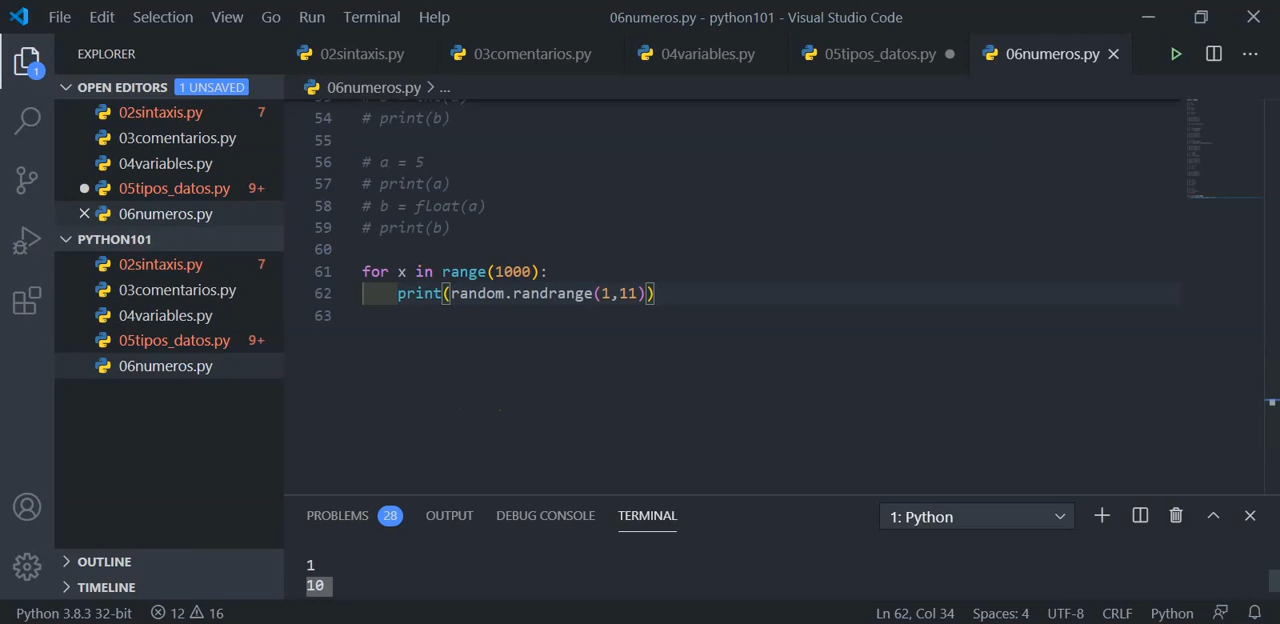 File Edit Selection View Go Run Terminal Help 06numeros.py - python101 - Visual Studio Code
EXPLORER 02sintaxis.py 03comentarios.py 04variables.py 05tipos_datos.py 06numeros.py
OPEN EDITORS 1 UNSAVED
06numeros.py > ...
02sintaxis.py 7
03comentarios.py
04variables.py
05tipos_datos.py 9+
06numeros.py
PYTHON101
02sintaxis.py 7
03comentarios.py
04variables.py
05tipos_datos.py 9+
06numeros.py
OUTLINE
TIMELINE
1
54 # print(b)
55
56 # a = 5
57 # print(a)
58 # b = float(a)
59 # print(b)
60
61 for x in range(1000):
62 print(random.randrange(1,11))
63
PROBLEMS 28 OUTPUT DEBUG CONSOLE TERMINAL 1: Python
1
10
Python 3.8.3 32-bit 12 16 Ln 62, Col 34 Spaces: 4 UTF-8 CRLF Python